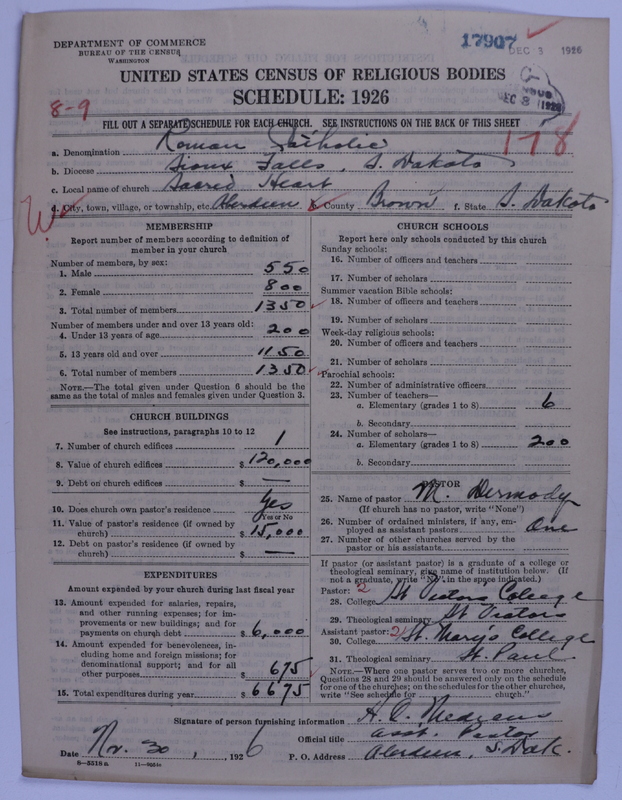 DEPARTMENT OF COMMERCE
BUREAU OF THE CENSUS
WASHINGTON
17907
DEC 3 1926
UNITED STATES CENSUS OF RELIGIOUS BODIES
SCHEDULE: 1926
8-9
FILL OUT A SEPARATE SCHEDULE FOR EACH CHURCH. SEE INSTRUCTIONS ON THE BACK OF THIS SHEET
178
a. Denomination Roman Catholic
b. Diocese Sioux Falls, S. Dakota
c. Local name of church Sacred Heart
d. City, town, village, or township, etc. Aberdeen e. County Brown f. State S. Dakota
MEMBERSHIP
Report number of members according to definition of
member in your church
Number of members, by sex:
1. Male 550
2. Female 800
3. Total number of members 1350
Number of members under and over 13 years old:
4. Under 13 years of age 200
5. 13 years old and over 1150
6. Total number of members 1350
NOTE.—The total given under Question 6 should be the
same as the total of males and females given under Question 3.
CHURCH BUILDINGS
See instructions, paragraphs 10 to 12
7. Number of church edifices 1
8. Value of church edifices $120,000
9. Debt on church edifices $ —
10. Does church own pastor's residence Yes
Yes or No
11. Value of pastor's residence (if owned by
church) $15,000
12. Debt on pastor's residence (if owned by
church) $ —
EXPENDITURES
Amount expended by your church during last fiscal year
13. Amount expended for salaries, repairs,
and other running expenses; for im-
provements or new buildings; and for
payments on church debt $6,000
14. Amount expended for benevolences, in-
cluding home and foreign missions; for
denominational support; and for all
other purposes 675
15. Total expenditures during year $6675
CHURCH SCHOOLS
Report here only schools conducted by this church
Sunday schools:
16. Number of officers and teachers
17. Number of scholars
Summer vacation Bible schools:
18. Number of officers and teachers
19. Number of scholars
Week-day religious schools:
20. Number of officers and teachers
21. Number of scholars
Parochial schools:
22. Number of administrative officers
23. Number of teachers—
a. Elementary (grades 1 to 8) 6
b. Secondary
24. Number of scholars—
a. Elementary (grades 1 to 8) 200
b. Secondary
PASTOR
25. Name of pastor M. Dermody
(If church has no pastor, write "None")
26. Number of ordained ministers, if any, em-
ployed as assistant pastors One
27. Number of other churches served by the
pastor or his assistants
If pastor (or assistant pastor) is a graduate of a college or
theological seminary, give name of institution below. (If
not a graduate, write "No" in the space indicated.)
Pastor: 2
28. College St Viators College
29. Theological seminary St Viators
Assistant pastor: 2
30. College St. Mary's College
31. Theological seminary St. Paul
NOTE.—Where one pastor serves two or more churches,
Questions 28 and 29 should be answered only on the schedule
for one of the churches; on the schedules for the other churches,
write "See schedule for church."
Signature of person furnishing information
Official title Asst. Pastor
Date Nov. 30, 1926 P. O. Address Aberdeen, S. Dak.